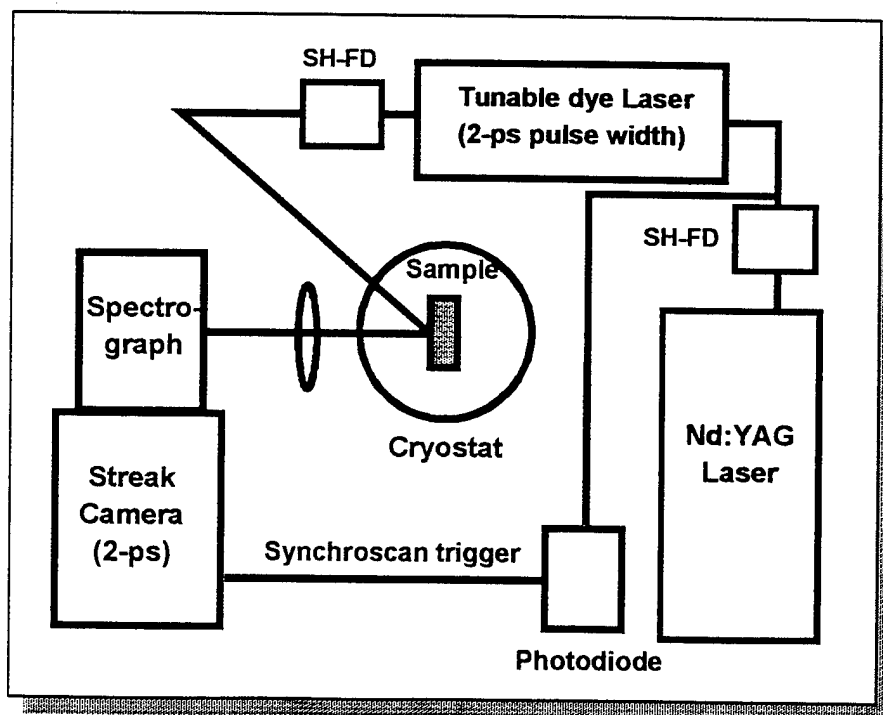 SH-FD
Tunable dye Laser
(2-ps pulse width)
SH-FD
Sample
Spectro-
graph
Cryostat
Nd:YAG
Laser
Streak
Camera
(2-ps)
Synchroscan trigger
Photodiode